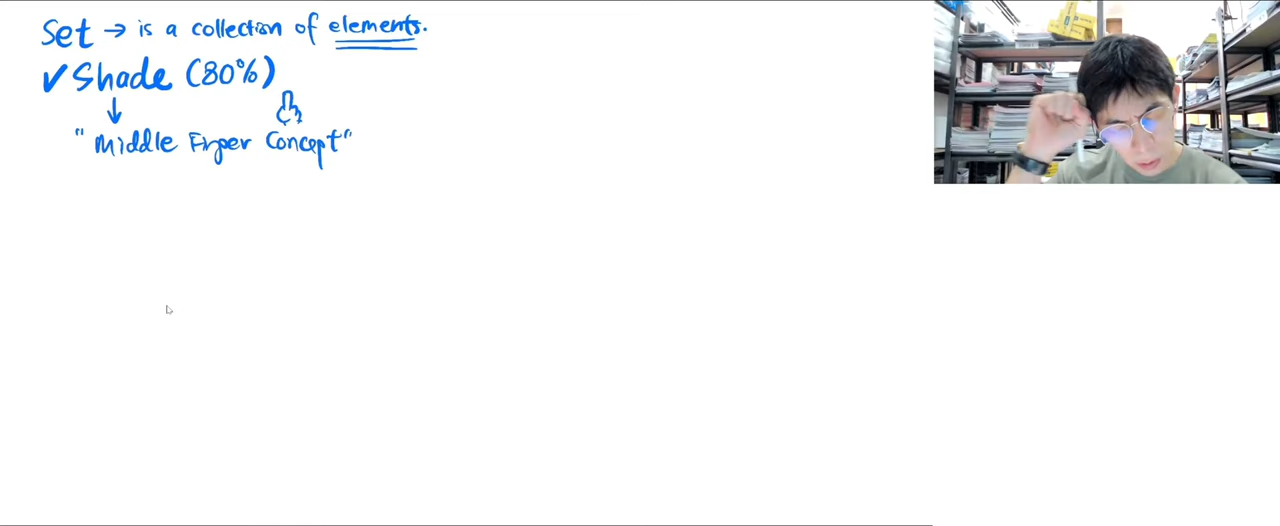 Set → is a collection of elements.
✓ Shade (80%)
↓
"Middle Finger Concept"